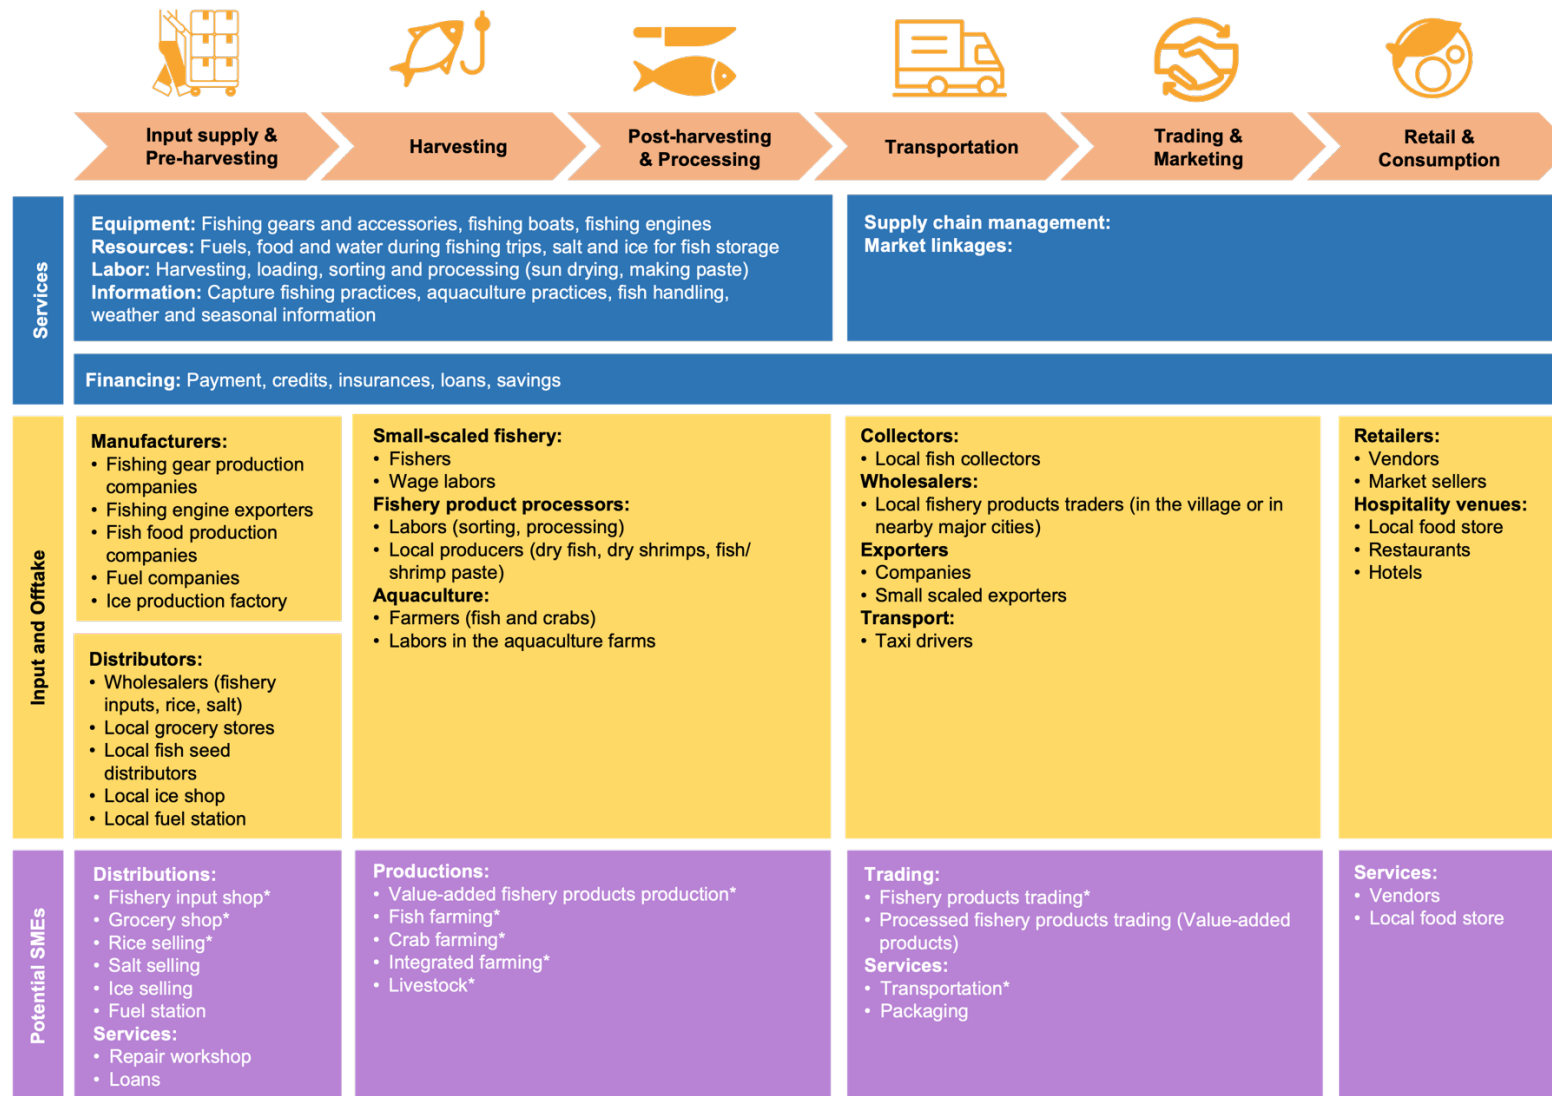 Input supply &
Pre-harvesting
Harvesting
Post-harvesting
& Processing
Transportation
Trading &
Marketing
Retail &
Consumption
Services
Equipment: Fishing gears and accessories, fishing boats, fishing engines
Resources: Fuels, food and water during fishing trips, salt and ice for fish storage
Labor: Harvesting, loading, sorting and processing (sun drying, making paste)
Information: Capture fishing practices, aquaculture practices, fish handling,
weather and seasonal information
Supply chain management:
Market linkages:
Financing: Payment, credits, insurances, loans, savings
Input and Offtake
Manufacturers:
• Fishing gear production
companies
• Fishing engine exporters
• Fish food production
companies
• Fuel companies
• Ice production factory
Distributors:
• Wholesalers (fishery
inputs, rice, salt)
• Local grocery stores
• Local fish seed
distributors
• Local ice shop
• Local fuel station
Small-scaled fishery:
• Fishers
• Wage labors
Fishery product processors:
• Labors (sorting, processing)
• Local producers (dry fish, dry shrimps, fish/
shrimp paste)
Aquaculture:
• Farmers (fish and crabs)
• Labors in the aquaculture farms
Collectors:
• Local fish collectors
Wholesalers:
• Local fishery products traders (in the village or in
nearby major cities)
Exporters
• Companies
• Small scaled exporters
Transport:
• Taxi drivers
Retailers:
• Vendors
• Market sellers
Hospitality venues:
• Local food store
• Restaurants
• Hotels
Potential SMEs
Distributions:
• Fishery input shop*
• Grocery shop*
• Rice selling*
• Salt selling
• Ice selling
• Fuel station
Services:
• Repair workshop
• Loans
Productions:
• Value-added fishery products production*
• Fish farming*
• Crab farming*
• Integrated farming*
• Livestock*
Trading:
• Fishery products trading*
• Processed fishery products trading (Value-added
products)
Services:
• Transportation*
• Packaging
Services:
• Vendors
• Local food store